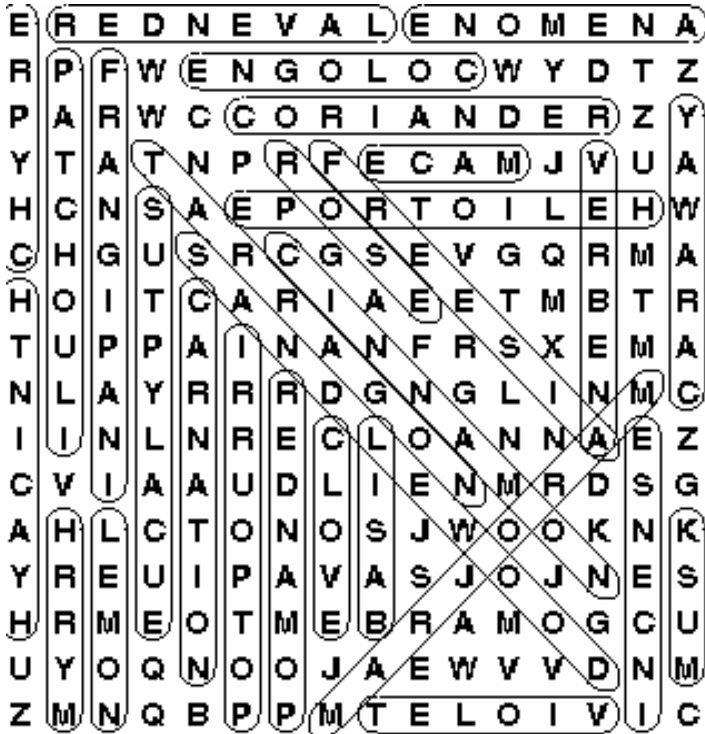 E R E D N E V A L E N O M E N A
R P F W E N G O L O C W Y D T Z
P A R W C C O R I A N D E R Z Y
Y T A T N P R F E C A M J V U A
H C N S A E P O R T O I L E H W
C H G U S R C G S E V G Q R M A
H O I T C A R I A E E T M B T R
T U P P A I N A N F R S X E M A
N L A Y R R R D G N G L I N M C
I I N L N R E C L O A N N A E Z
C V I A A U D L I E N M R D S G
A H L C T O N O S J W O O K N K
Y R E U I P A V A S J O J N E S
H R M E O T M E B R A M O G C U
U Y O Q N O O J A E W V V D N M
Z M N Q B P P M T E L O I V I C